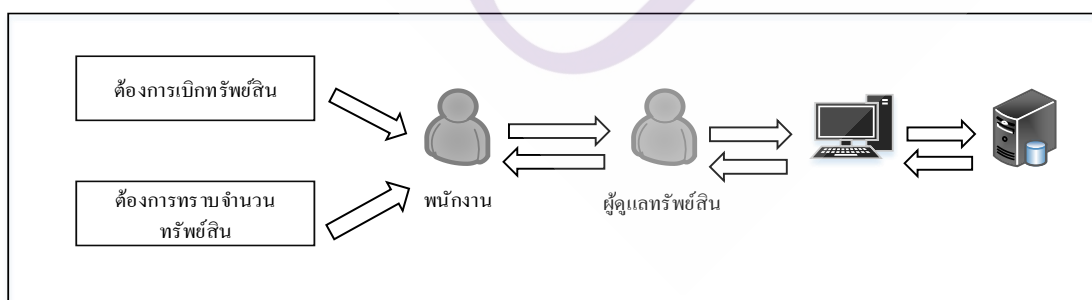 ต้องการเบิกทรัพย์สิน
ต้องการทราบจำนวน
ทรัพย์สิน
พนักงาน
ผู้ดูแลทรัพย์สิน